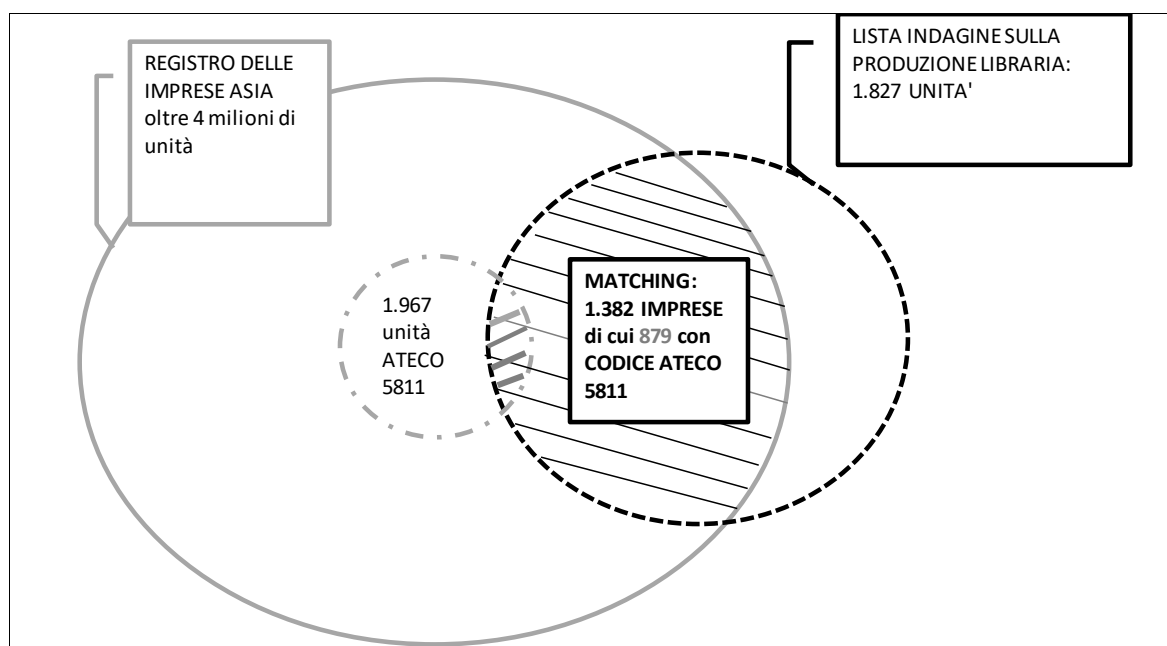 REGISTRO DELLE
IMPRESE ASIA
oltre 4 milioni di
unità
LISTA INDAGINE SULLA
PRODUZIONE LIBRARIA:
1.827 UNITA'
1.967
unità
ATECO
5811
MATCHING:
1.382 IMPRESE
di cui 879 con
CODICE ATECO
5811